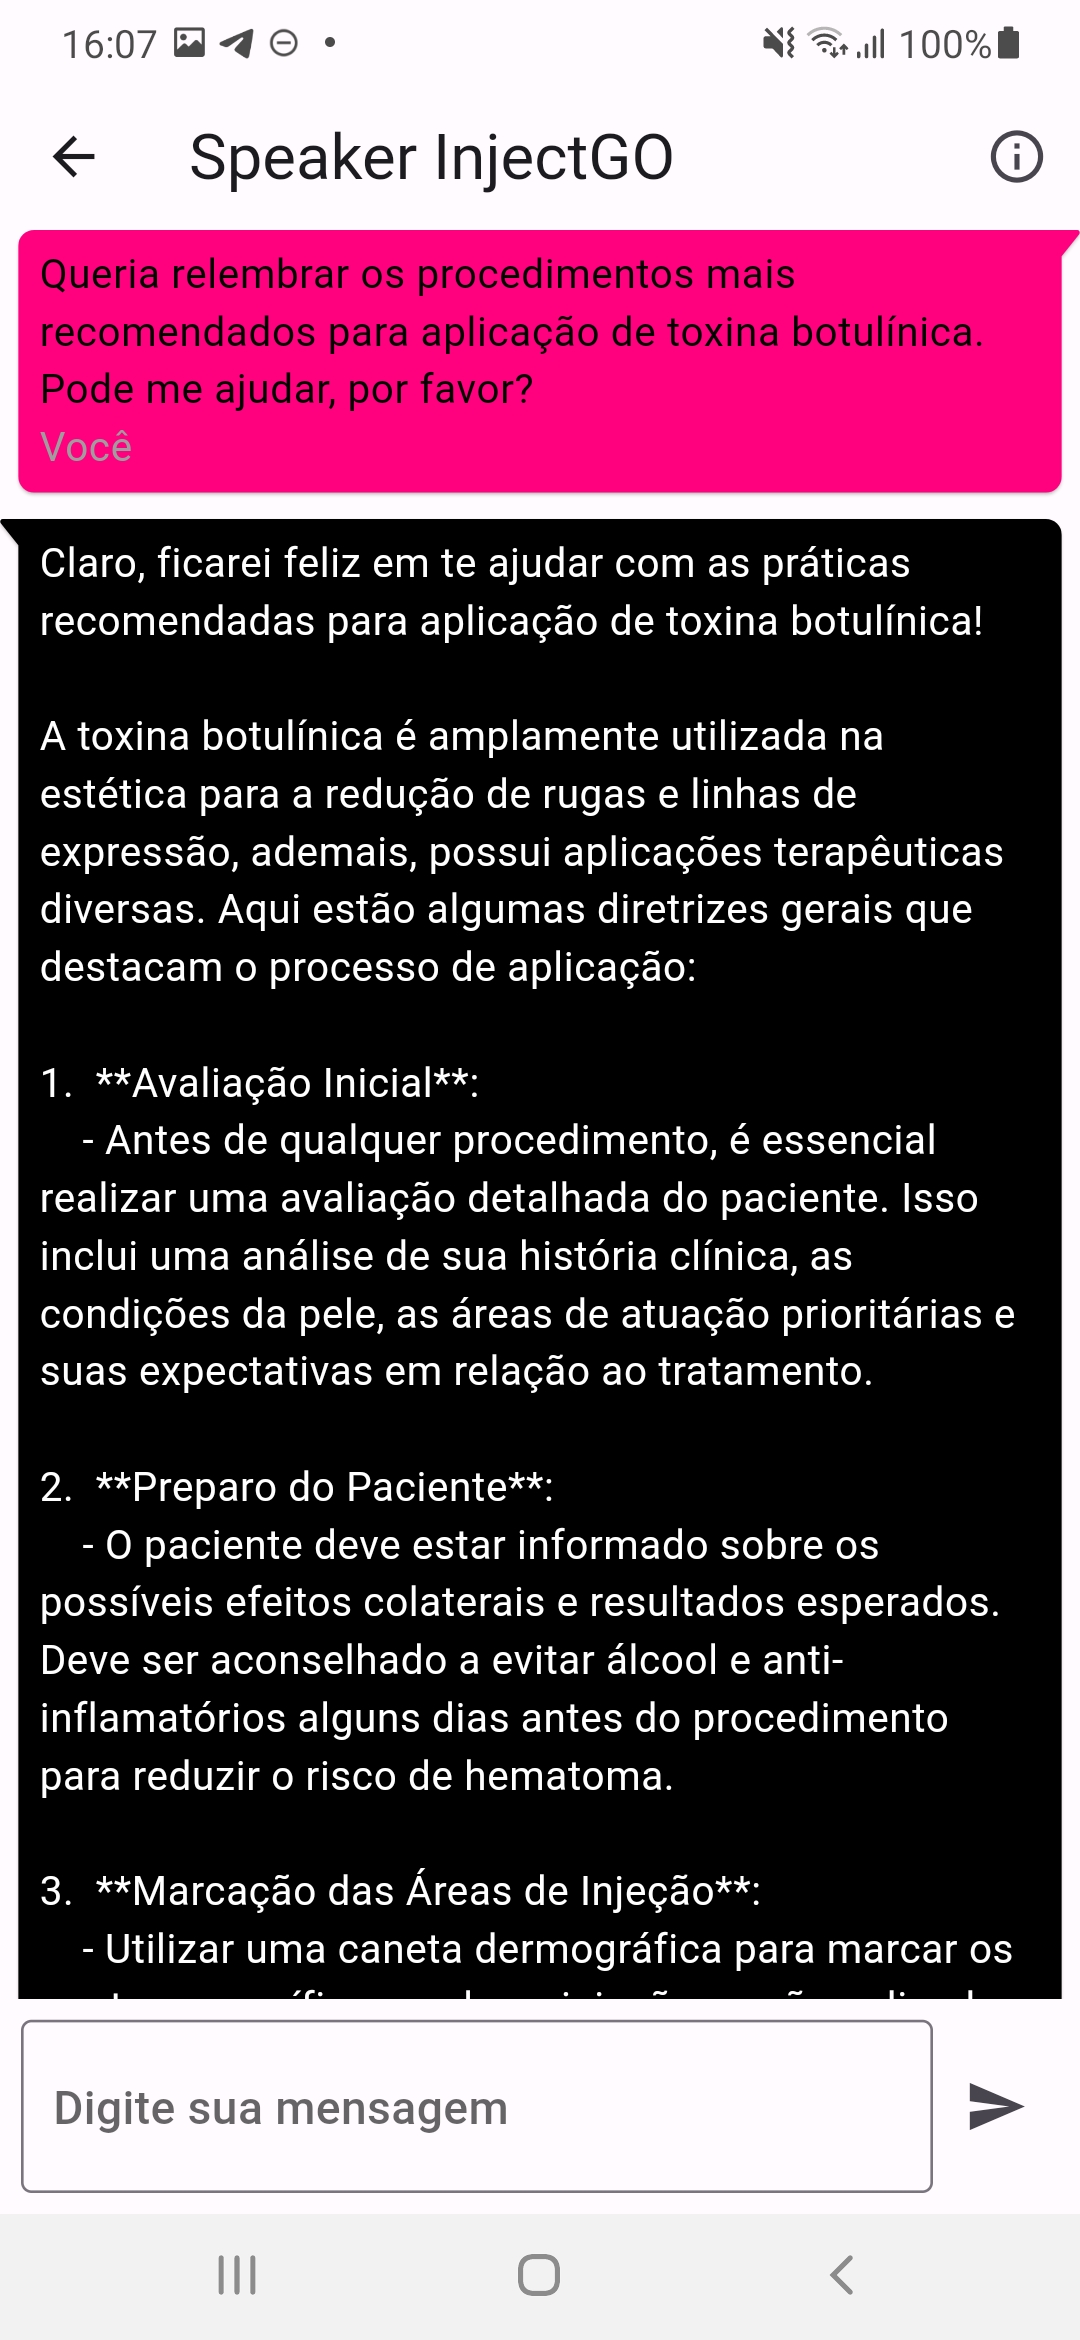 16:07
100%
Speaker InjectGO
Queria relembrar os procedimentos mais
recomendados para aplicação de toxina botulínica.
Pode me ajudar, por favor?
Você
Claro, ficarei feliz em te ajudar com as práticas
recomendadas para aplicação de toxina botulínica!
A toxina botulínica é amplamente utilizada na
estética para a redução de rugas e linhas de
expressão, ademais, possui aplicações terapêuticas
diversas. Aqui estão algumas diretrizes gerais que
destacam o processo de aplicação:
1. **Avaliação Inicial**:
- Antes de qualquer procedimento, é essencial
realizar uma avaliação detalhada do paciente. Isso
inclui uma análise de sua história clínica, as
condições da pele, as áreas de atuação prioritárias e
suas expectativas em relação ao tratamento.
2. **Preparo do Paciente**:
- O paciente deve estar informado sobre os
possíveis efeitos colaterais e resultados esperados.
Deve ser aconselhado a evitar álcool e anti-
inflamatórios alguns dias antes do procedimento
para reduzir o risco de hematoma.
3. **Marcação das Áreas de Injeção**:
- Utilizar uma caneta dermográfica para marcar os
Digite sua mensagem